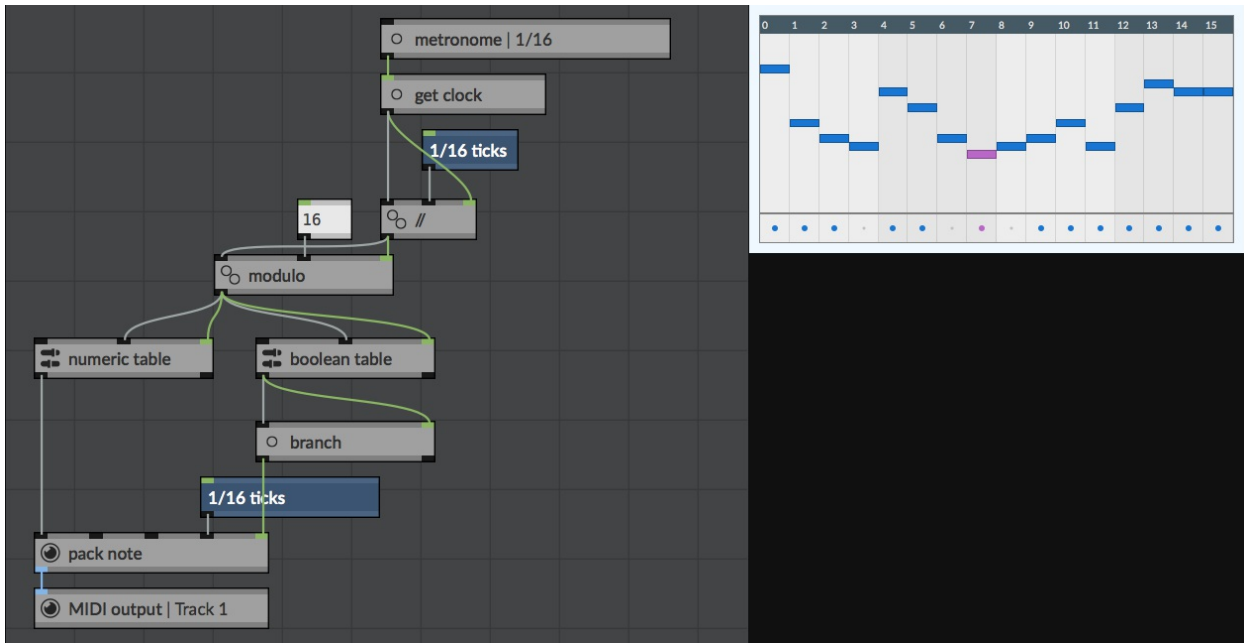 metronome | 1/16
get clock
1/16 ticks
16
//
modulo
numeric table
boolean table
branch
1/16 ticks
pack note
MIDI output | Track 1
0 1 2 3 4 5 6 7 8 9 10 11 12 13 14 15